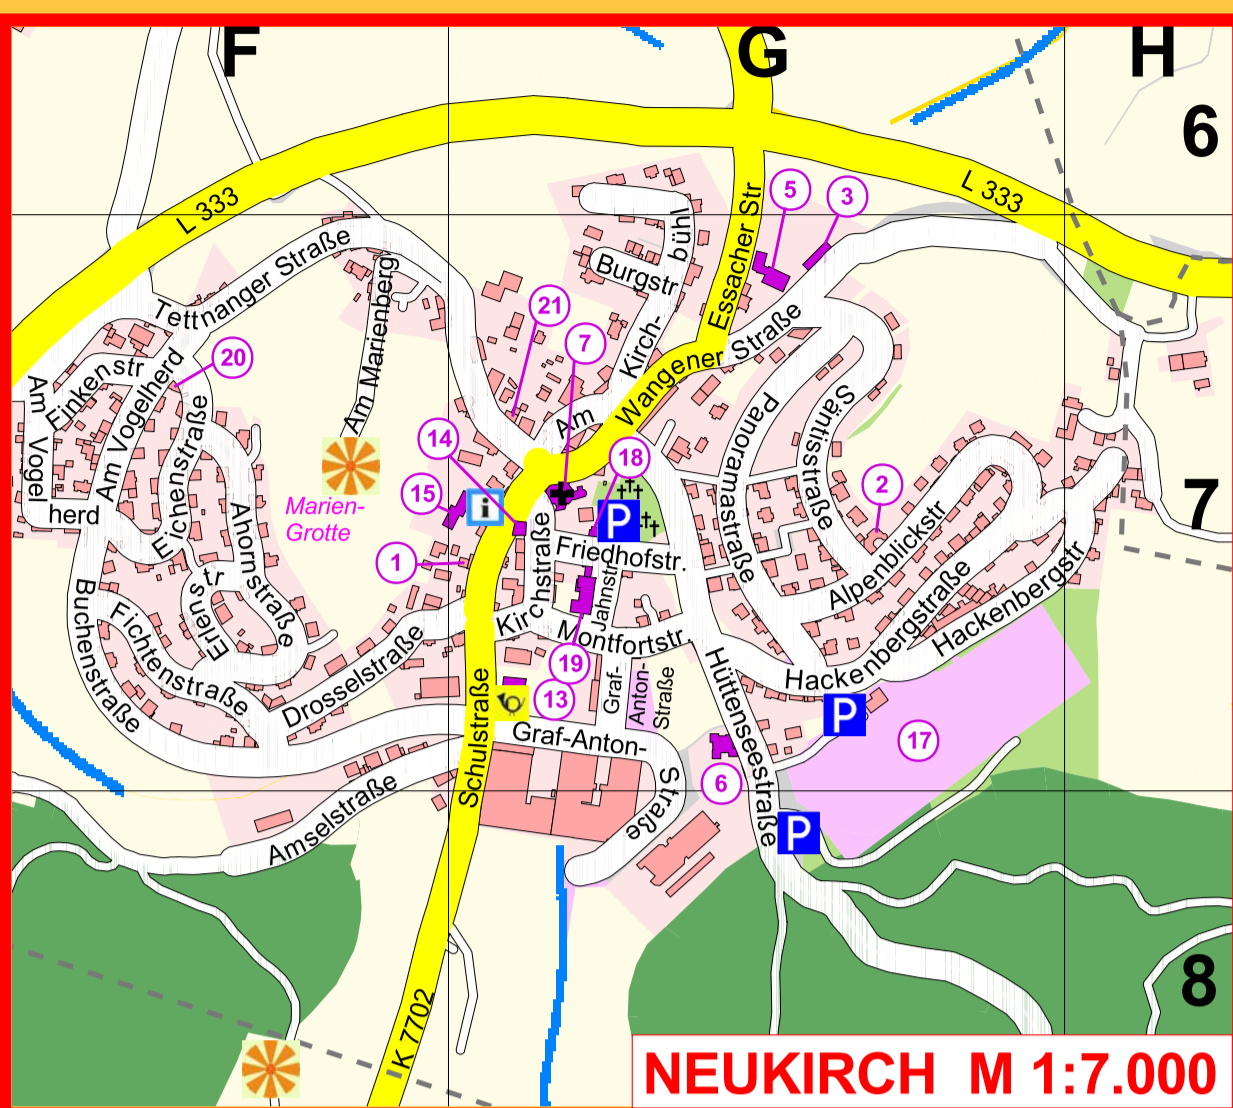 F
G
H
6
L 333
L 333
5
3
Essacher Str
bühl
Burgstr
Kirch-
Tettnanger Straße
Am Marienberg
21
7
Wangener Straße
20
Finkenstr
Am Vogelherd
Am
Vogel
herd
Am
14
18
15
i
Marien-
Grotte
Eichenstraße
Ahornstraße
Panoramastraße
Säntisstraße
2
7
P
Friedhofstr.
1
Kirchstraße
Jahnstr
Alpenblickstr
Hackenbergstraße
Hackenbergstr
Erlenstr
Buchenstraße
Fichtenstraße
Drosselstraße
Montfortstr.
19
13
Graf-
Anton-
Straße
Hüttenseestraße
P
17
Schulstraße
Graf-Anton-
Straße
6
P
Amselstraße
8
K 7702
NEUKIRCH M 1:7.000